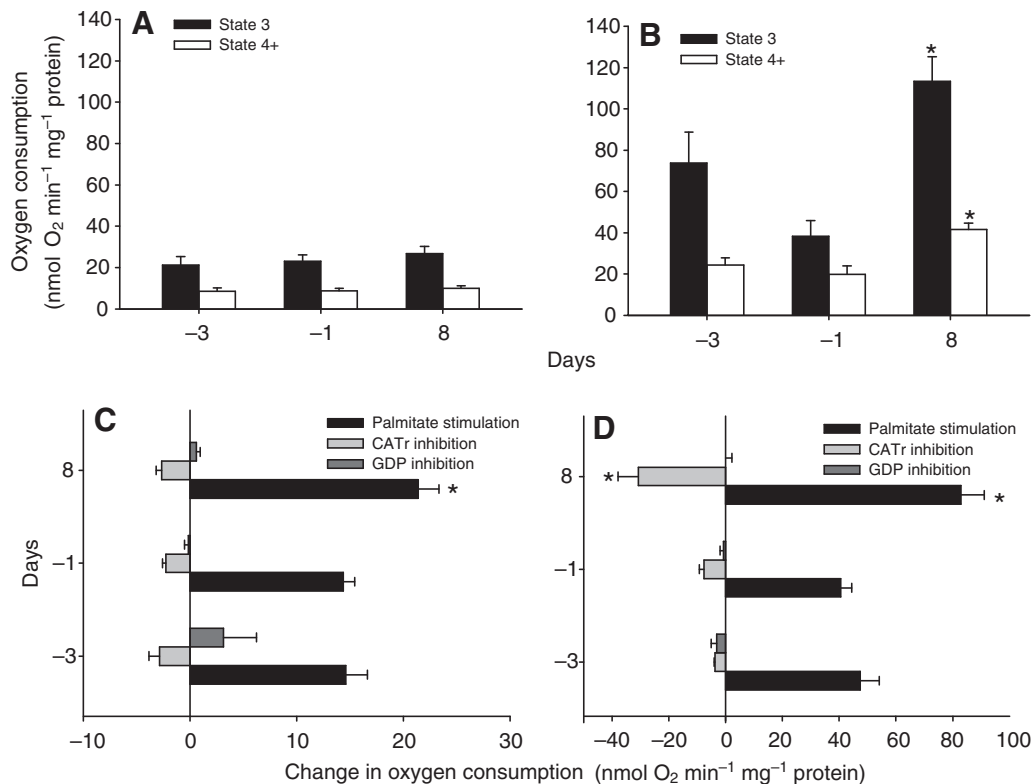 A
State 3
State 4+
140
120
100
80
60
40
20
0
–3
–1
8
Oxygen consumption
(nmol O₂ min⁻¹ mg⁻¹ protein)
B
State 3
State 4+
140
120
100
80
60
40
20
0
*
*
–3
–1
8
Days
C
Palmitate stimulation
CATr inhibition
GDP inhibition
8
–1
–3
Days
*
–10
0
10
20
30
D
Palmitate stimulation
CATr inhibition
GDP inhibition
8
–1
–3
*
*
–40
–20
0
20
40
60
80
100
Change in oxygen consumption (nmol O₂ min⁻¹ mg⁻¹ protein)